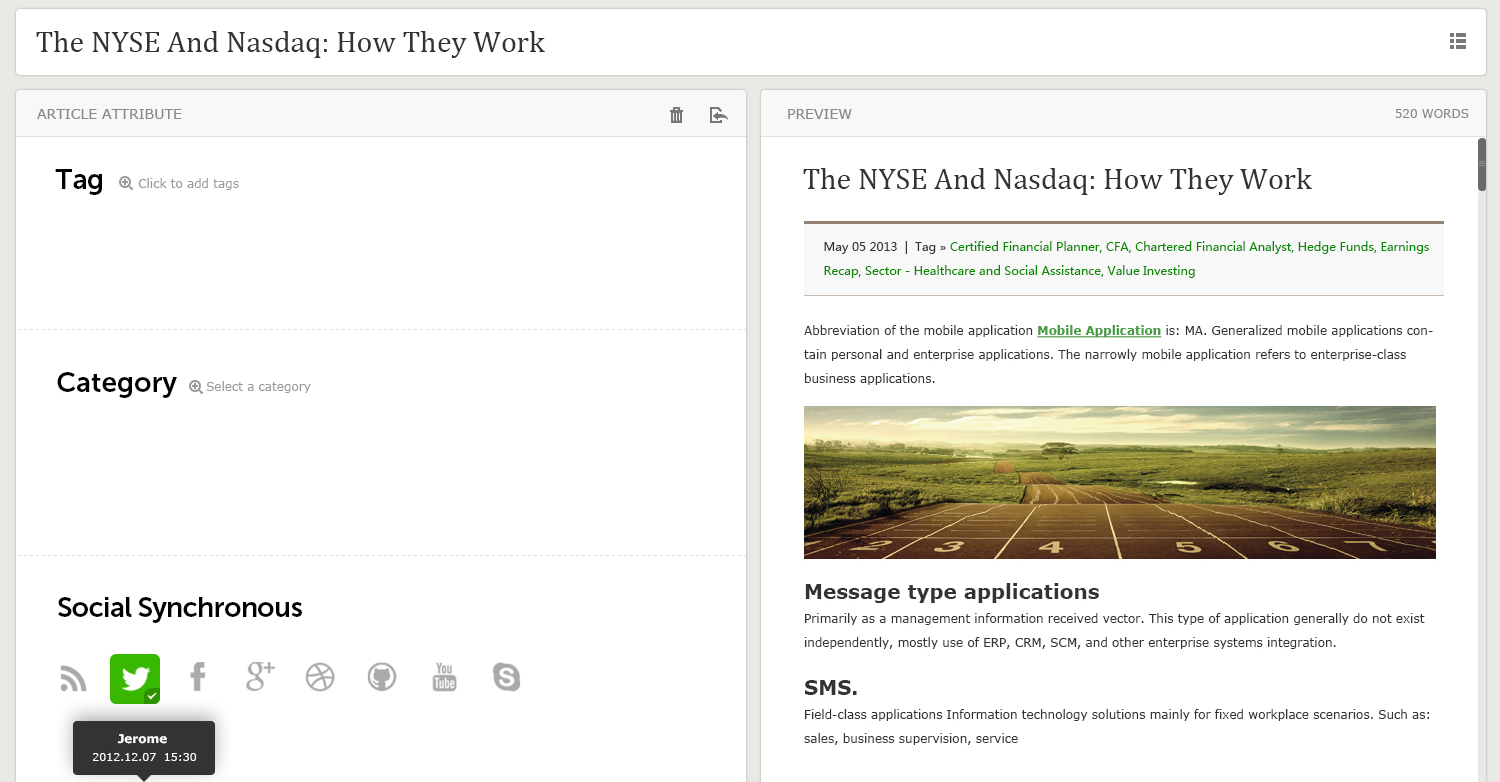 The NYSE And Nasdaq: How They Work
ARTICLE ATTRIBUTE
Tag
Click to add tags
Category
Select a category
Social Synchronous
g+
You
Tube
S
Jerome
2012.12.07 15:30
PREVIEW
520 WORDS
The NYSE And Nasdaq: How They Work
May 05 2013 | Tag » Certified Financial Planner, CFA, Chartered Financial Analyst, Hedge Funds, Earnings
Recap, Sector - Healthcare and Social Assistance, Value Investing
Abbreviation of the mobile application Mobile Application is: MA. Generalized mobile applications con-
tain personal and enterprise applications. The narrowly mobile application refers to enterprise-class
business applications.
2 3 4 5 6 7
Message type applications
Primarily as a management information received vector. This type of application generally do not exist
independently, mostly use of ERP, CRM, SCM, and other enterprise systems integration.
SMS.
Field-class applications Information technology solutions mainly for fixed workplace scenarios. Such as:
sales, business supervision, service